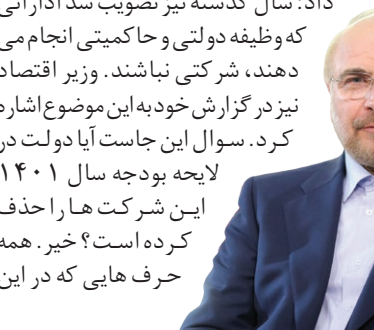 داد: سال گذشته نیز تصویب شد اداراتی
که وظیفه دولتی و حاکمیتی انجام می
دهند، شرکتی نباشند. وزیر اقتصاد
نیز در گزارش خود به این موضوع اشاره
کرد. سوال این جاست آیا دولت در
لایحه بودجه سال ۱۴۰۱
این شرکت ها را حذف
کرده است؟ خیر. همه
حرف هایی که در این